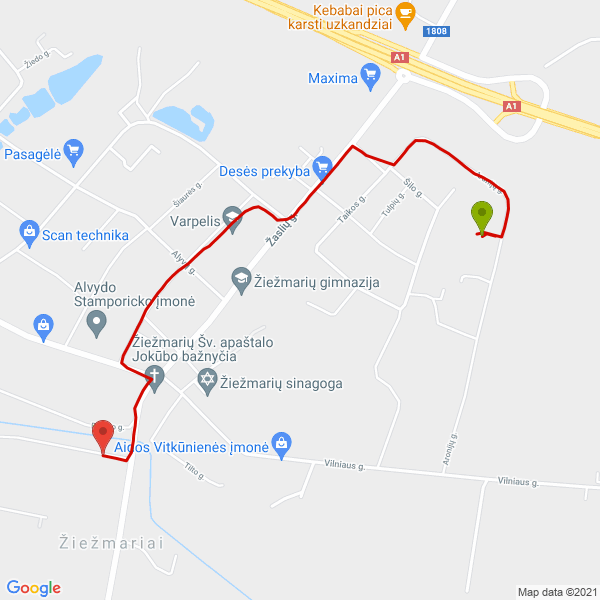 Kebabai pica
karsti uzkandziai
1808
A1
Žiedo g.
Maxima
A1
Pasagėlė
Desės prekyba
Šiaurės g.
Šilo g.
Tulpių g.
Taikos g.
Varpelis
Žaslių g.
Scan technika
Alyvų g.
Žiežmarių gimnazija
Alvydo
Stamporicko įmonė
Žiežmarių Šv. apaštalo
Jokūbo bažnyčia
Žiežmarių sinagoga
Aidos Vitkūnienės įmonė
Aronijų g.
Tilto g.
Vilniaus g.
Vilniaus g.
Žiežmariai
Google
Map data ©2021